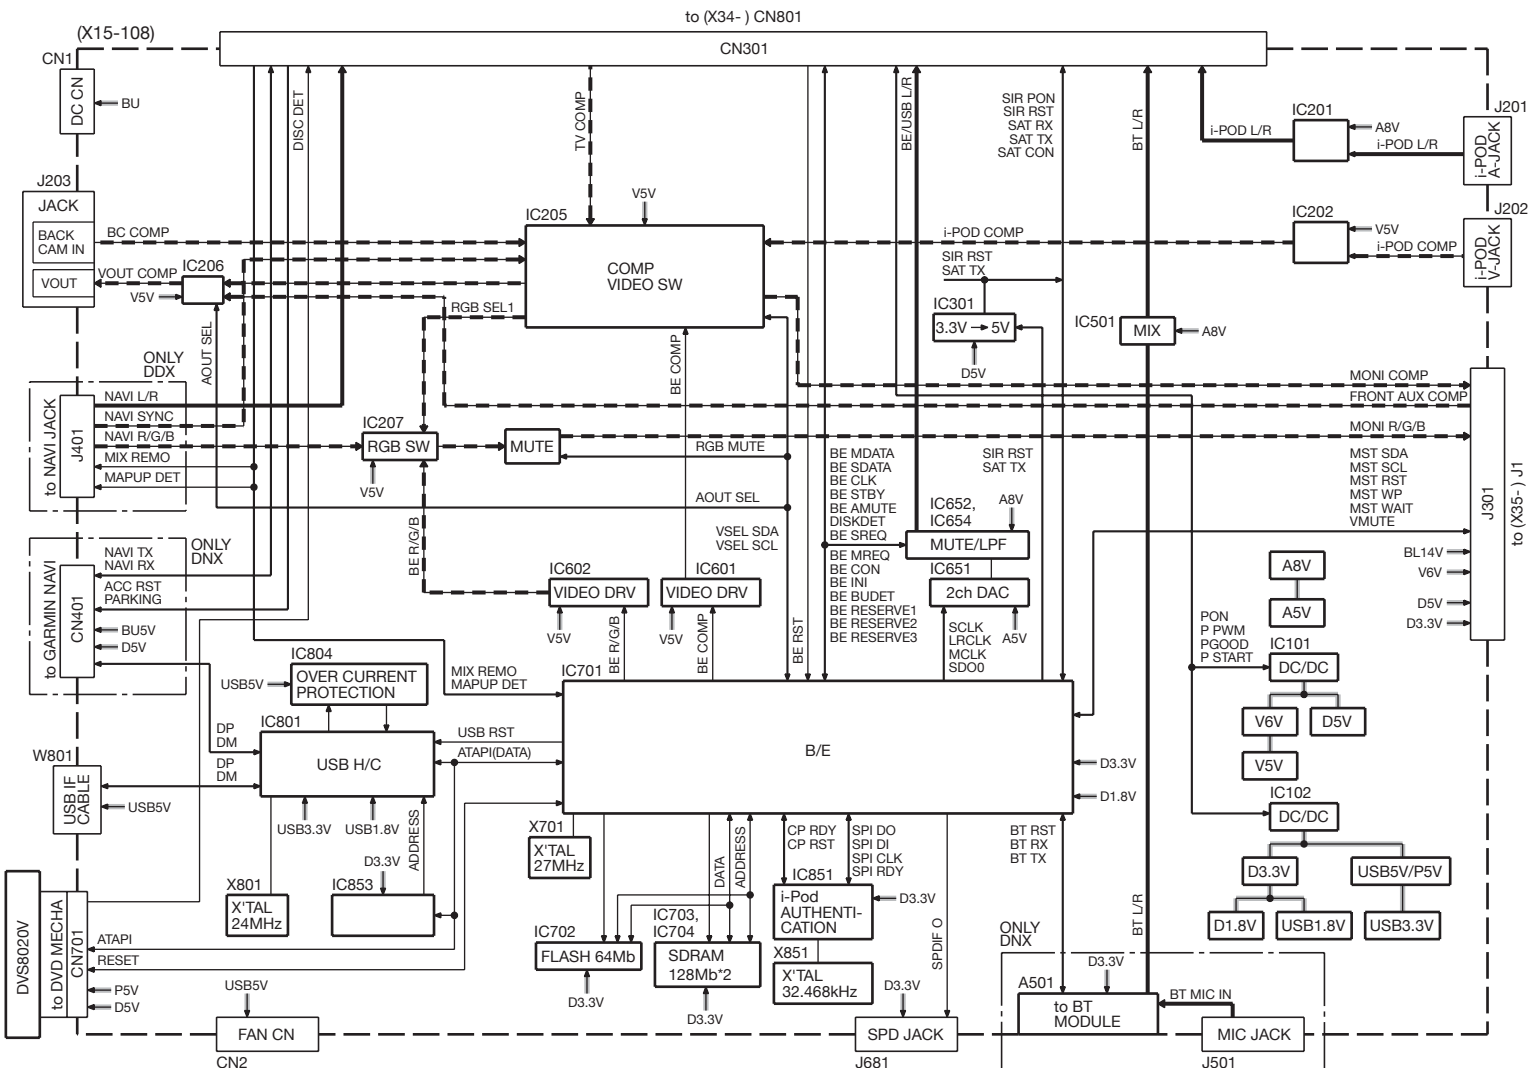 to (X34- ) CN801
(X15-108)
CN301
CN1
DC CN
BU
DISC DET
TV COMP
BE/USB L/R
SIR PON
SIR RST
SAT RX
SAT TX
SAT CON
BT L/R
i-POD L/R
IC201
A8V
i-POD L/R
J201
i-POD
A-JACK
J203
JACK
BACK
CAM IN
VOUT
BC COMP
VOUT COMP
IC206
V5V
AOUT SEL
IC205
V5V
COMP
VIDEO SW
RGB SEL1
i-POD COMP
IC202
V5V
i-POD COMP
J202
i-POD
V-JACK
SIR RST
SAT TX
IC301
3.3V
5V
D5V
IC501
MIX
A8V
ONLY
DDX
to NAVI JACK
J401
NAVI L/R
NAVI SYNC
NAVI R/G/B
MIX REMO
MAPUP DET
IC207
RGB SW
V5V
MUTE
RGB MUTE
BE COMP
MONI COMP
FRONT AUX COMP
MONI R/G/B
MST SDA
MST SCL
MST RST
MST WP
MST WAIT
VMUTE
BL14V
V6V
D5V
D3.3V
J301
to (X35- ) J1
AOUT SEL
VSEL SDA
VSEL SCL
BE MDATA
BE SDATA
BE CLK
BE STBY
BE AMUTE
DISKDET
BE SREQ
BE MREQ
BE CON
BE INI
BE BUDET
BE RESERVE1
BE RESERVE2
BE RESERVE3
SIR RST
SAT TX
IC652,
IC654
A8V
MUTE/LPF
IC651
2ch DAC
SCLK
LRCLK
MCLK
SDO0
A5V
ONLY
DNX
to GARMIN NAVI
CN401
NAVI TX
NAVI RX
ACC RST
PARKING
BU5V
D5V
BE R/G/B
IC602
VIDEO DRV
V5V
BE R/G/B
IC601
VIDEO DRV
V5V
BE COMP
BE RST
A8V
A5V
PON
P PWM
PGOOD
P START
IC101
DC/DC
V6V
D5V
V5V
IC102
DC/DC
D3.3V
USB5V/P5V
D1.8V
USB1.8V
USB3.3V
IC804
OVER CURRENT
PROTECTION
USB5V
MIX REMO
MAPUP DET
IC701
B/E
D3.3V
D1.8V
IC801
USB H/C
DP
DM
DP
DM
USB RST
ATAPI(DATA)
W801
USB IF
CABLE
USB5V
USB3.3V
USB1.8V
ADDRESS
X801
X'TAL
24MHz
D3.3V
IC853
X701
X'TAL
27MHz
DATA
ADDRESS
CP RDY
CP RST
SPI DO
SPI DI
SPI CLK
SPI RDY
IC851
i-Pod
AUTHENTI-
CATION
D3.3V
X851
X'TAL
32.468kHz
SPDIF O
BT RST
BT RX
BT TX
BT L/R
IC702
FLASH 64Mb
D3.3V
IC703,
IC704
SDRAM
128Mb*2
D3.3V
DVS8020V
to DVD MECHA
CN701
ATAPI
RESET
P5V
D5V
USB5V
FAN CN
CN2
D3.3V
SPD JACK
J681
ONLY
DNX
A501
D3.3V
to BT
MODULE
BT MIC IN
MIC JACK
J501